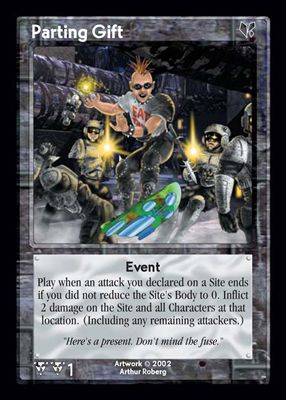 Parting Gift
EAT
Event
Play when an attack you declared on a Site ends
if you did not reduce the Site's Body to 0. Inflict
2 damage on the Site and all Characters at that
location. (Including any remaining attackers.)
"Here's a present. Don't mind the fuse."
Artwork © 2002
Arthur Roberg
1